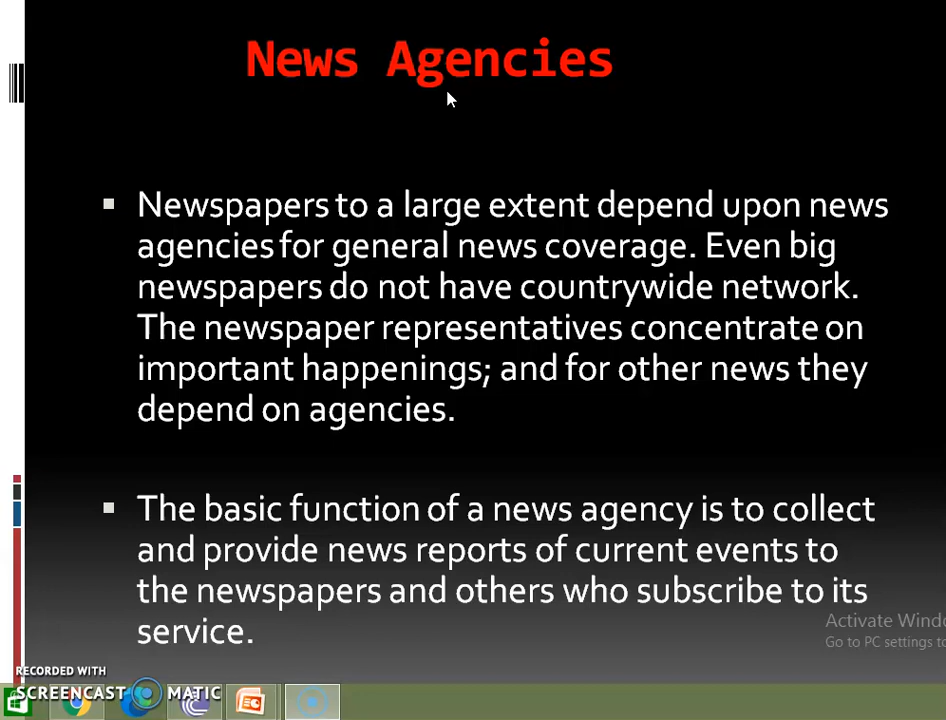 News Agencies
Newspapers to a large extent depend upon news
agencies for general news coverage. Even big
newspapers do not have countrywide network.
The newspaper representatives concentrate on
important happenings; and for other news they
depend on agencies.
The basic function of a news agency is to collect
and provide news reports of current events to
the newspapers and others who subscribe to its
service.
Activate Windo
Go to PC settings to
RECORDED WITH
SCREENCAST MATIC